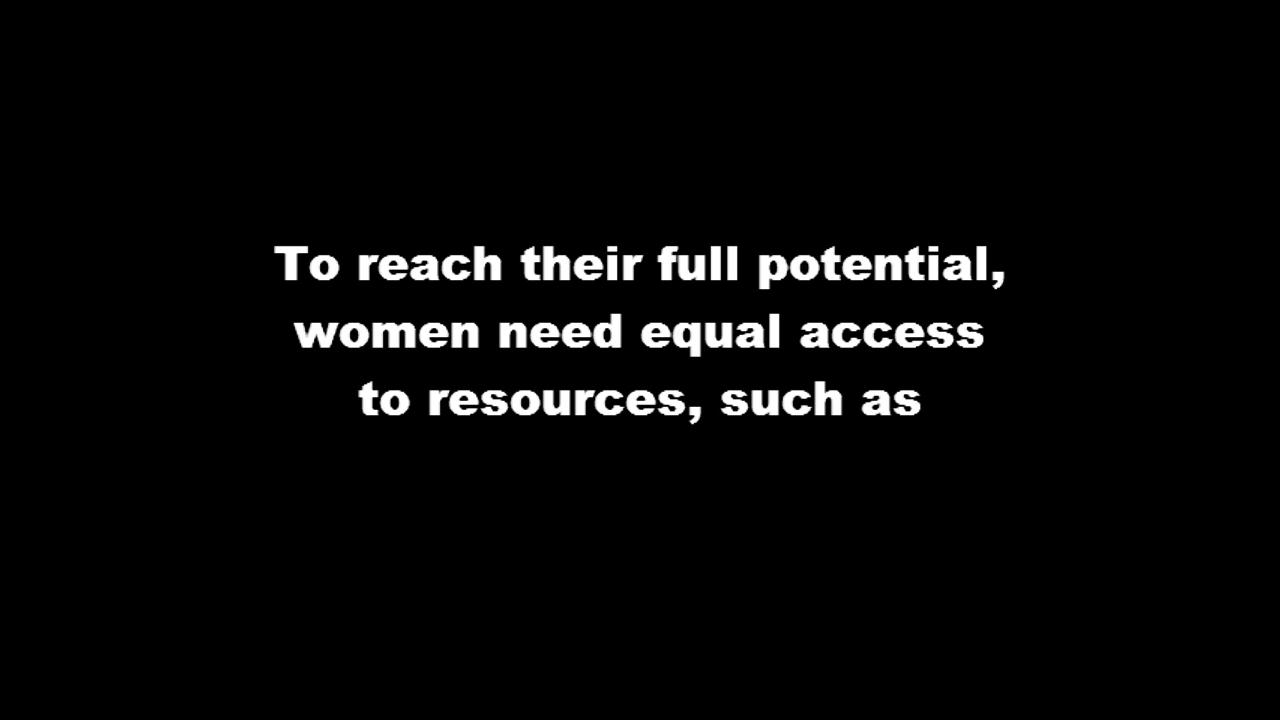 To reach their full potential,
women need equal access
to resources, such as